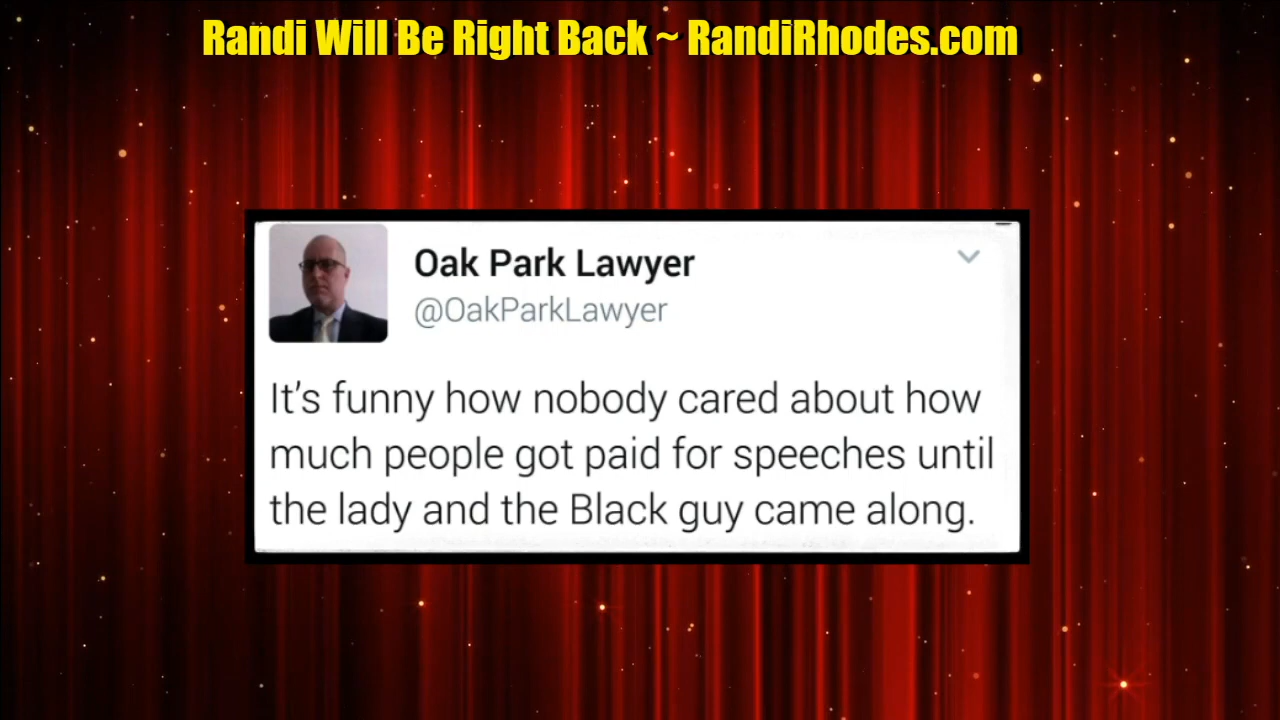 Randi Will Be Right Back ~ RandiRhodes.com
Oak Park Lawyer
@OakParkLawyer
It's funny how nobody cared about how
much people got paid for speeches until
the lady and the Black guy came along.